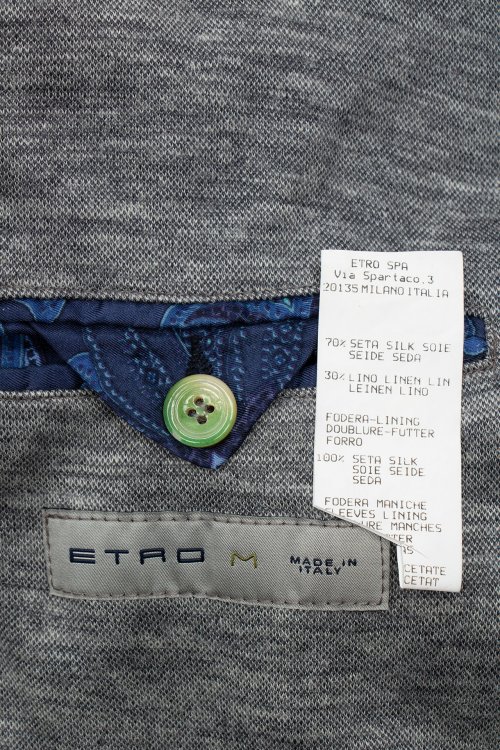 ETRO SPA
Via Spartaco,3
20135 MILANO ITALIA
70% SETA SILK SOIE
SEIDE SEDA
30% LINO LINEN LIN
LEINEN LINO
FODERA-LINING
DOUBLURE-FUTTER
FORRO
100% SETA SILK
SOIE SEIDE
SEDA
FODERA MANICHE
SLEEVES LINING
MANCHES
CETATE
CETAT
ETRO M
MADE IN
ITALY